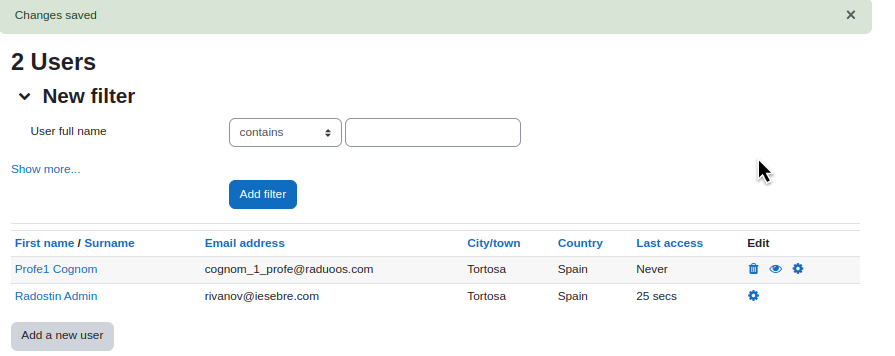 Changes saved ×
2 Users
New filter
User full name contains
Show more...
Add filter
First name / Surname Email address City/town Country Last access Edit
Profe1 Cognom cognom_1_profe@raduoos.com Tortosa Spain Never
Radostin Admin rivanov@iesebre.com Tortosa Spain 25 secs
Add a new user